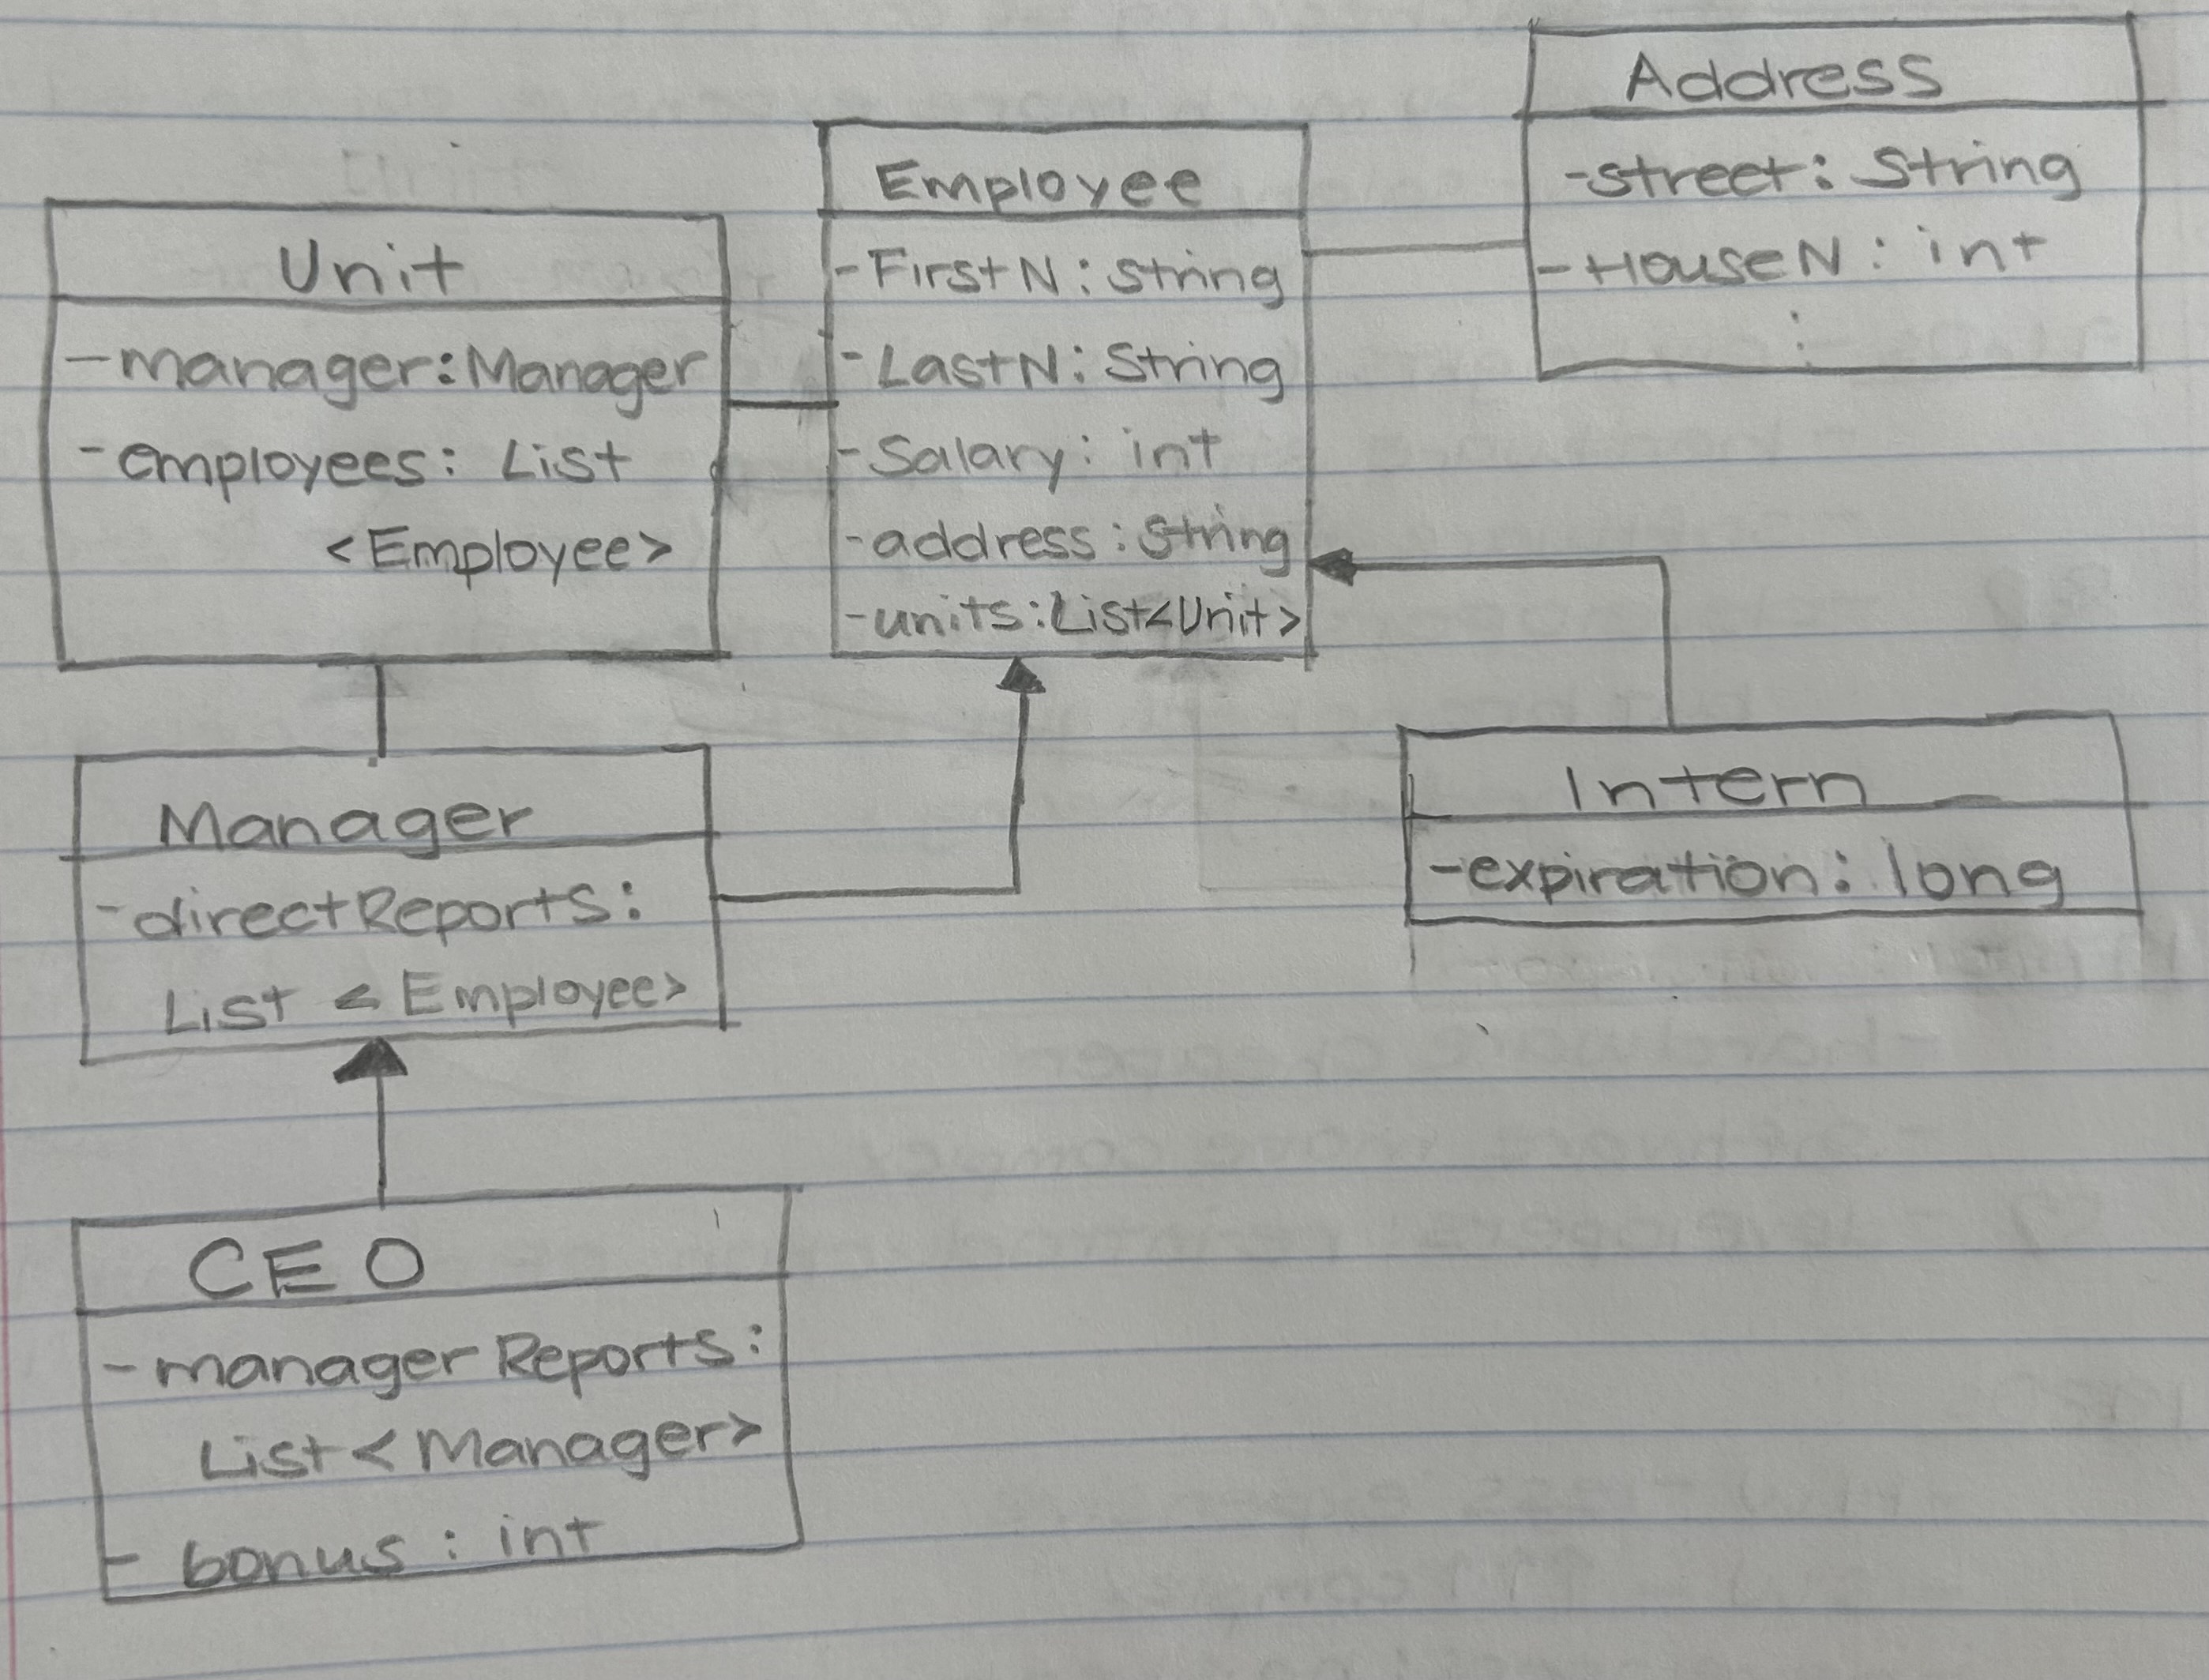 Unit
-manager:Manager
-employees: List
<Employee>
Employee
-FirstN: String
-LastN: String
-Salary: int
-address: String
-units:List<Unit>
Address
-street: String
-HouseN: int
:
Manager
-directReports:
List <Employee>
Intern
-expiration: long
CEO
-manager Reports:
List<Manager>
- bonus : int